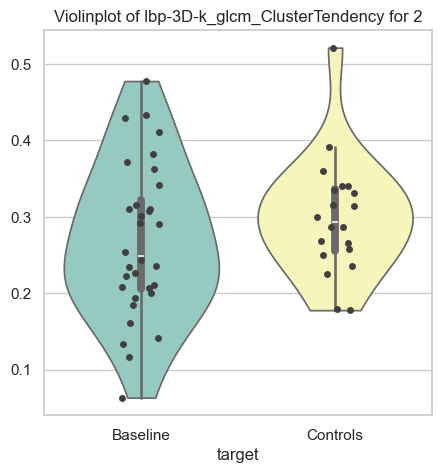 Violinplot of lbp-3D-k_glcm_ClusterTendency for 2
0.5
0.4
0.3
0.2
0.1
Baseline Controls
target